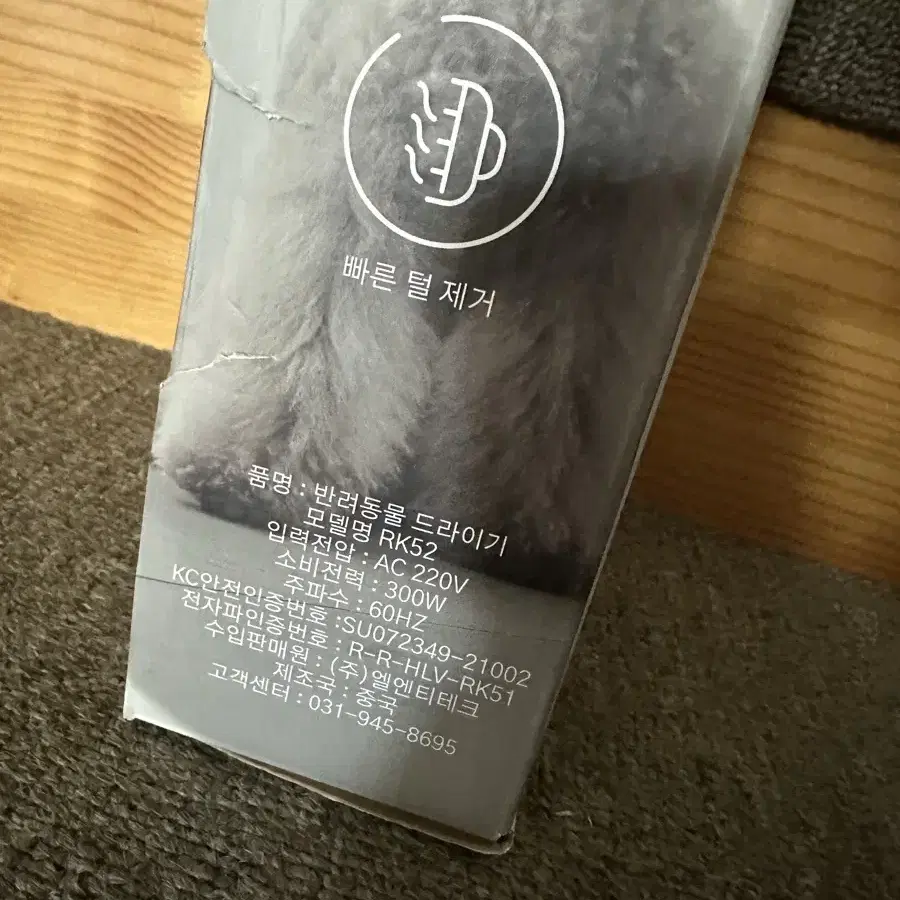 빠른 털 제거
품명 : 반려동물 드라이기
모델명 RK52
입력전압 : AC 220V
소비전력 : 300W
주파수 : 60HZ
KC안전인증번호 :SU072349-21002
전자파인증번호 : R-R-HLV-RK51
수입판매원 : (주)엘엔티테크
제조국 : 중국
고객센터 : 031-945-8695